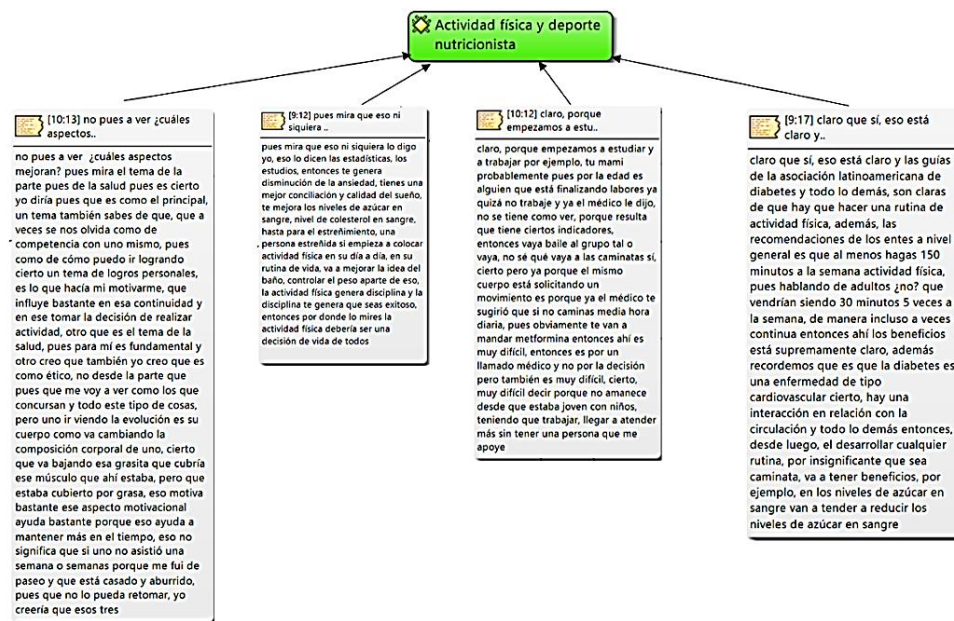 Actividad física y deporte
nutricionista
[10:13] no pues a ver ¿cuáles
aspectos..
no pues a ver ¿cuáles aspectos
mejoran? pues mira el tema de la
parte pues de la salud pues es cierto
yo diría pues que es como el principal,
un tema también sabes de que, que a
veces se nos olvida como de
competencia con uno mismo, pues
como de cómo puedo ir logrando
cierto un tema de logros personales,
es lo que hacía mi motivarme, que
influye bastante en esa continuidad y
en ese tomar la decisión de realizar
actividad, otro que es el tema de la
salud, pues para mí es fundamental y
otro creo que también yo creo que es
como ético, no desde la parte que
pues que me voy a ver como los que
concursan y todo este tipo de cosas,
pero uno ir viendo la evolución es su
cuerpo como va cambiando la
composición corporal de uno, cierto
que va bajando esa grasita que cubría
ese músculo que ahí estaba, pero que
estaba cubierto por grasa, eso motiva
bastante ese aspecto motivacional
ayuda bastante porque eso ayuda a
mantener más en el tiempo, eso no
significa que si uno no asistió una
semana o semanas porque me fui de
paseo y que está casado y aburrido,
pues que no lo pueda retomar, yo
creería que esos tres
[9:12] pues mira que eso ni
siquiera ..
pues mira que eso ni siquiera lo digo
yo, eso lo dicen las estadísticas, los
estudios, entonces te genera
disminución de la ansiedad, tienes una
mejor conciliación y calidad del sueño,
te mejora los niveles de azúcar en
sangre, nivel de colesterol en sangre,
hasta para el estreñimiento, una
persona estreñida si empieza a colocar
actividad física en su día a día, en su
rutina de vida, va a mejorar la idea del
baño, controlar el peso aparte de eso,
la actividad física genera disciplina y la
disciplina te genera que seas exitoso,
entonces por donde lo mires la
actividad física debería ser una
decisión de vida de todos
[10:12] claro, porque
empezamos a estu..
claro, porque empezamos a estudiar y
a trabajar por ejemplo, tu mami
probablemente pues por la edad es
alguien que está finalizando labores ya
quizá no trabaje y ya el médico le dijo,
no se tiene como ver, porque resulta
que tiene ciertos indicadores,
entonces vaya baile al grupo tal o
vaya, no sé qué vaya a las caminatas sí,
cierto pero ya porque el mismo
cuerpo está solicitando un
movimiento es porque ya el médico te
sugirió que si no caminas media hora
diaria, pues obviamente te van a
mandar metformina entonces ahí es
muy difícil, entonces es por un
llamado médico y no por la decisión
pero también es muy difícil, cierto,
muy difícil decir porque no amanece
desde que estaba joven con niños,
teniendo que trabajar, llegar a atender
más sin tener una persona que me
apoye
[9:17] claro que sí, eso está
claro y..
claro que sí, eso está claro y las guías
de la asociación latinoamericana de
diabetes y todo lo demás, son claras
de que hay que hacer una rutina de
actividad física, además, las
recomendaciones de los entes a nivel
general es que al menos hagas 150
minutos a la semana actividad física,
pues hablando de adultos ¿no? que
vendrían siendo 30 minutos 5 veces a
la semana, de manera incluso a veces
continua entonces ahí los beneficios
está supremamente claro, además
recordemos que es que la diabetes es
una enfermedad de tipo
cardiovascular cierto, hay una
interacción en relación con la
circulación y todo lo demás entonces,
desde luego, el desarrollar cualquier
rutina, por insignificante que sea
caminata, va a tener beneficios, por
ejemplo, en los niveles de azúcar en
sangre van a tender a reducir los
niveles de azúcar en sangre